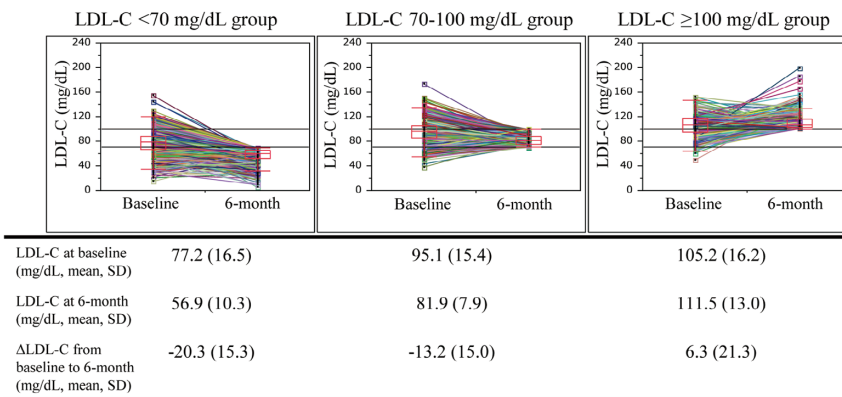 LDL-C <70 mg/dL group
LDL-C 70-100 mg/dL group
LDL-C ≥100 mg/dL group
LDL-C (mg/dL)
240
200
160
120
80
40
0
Baseline
6-month
LDL-C (mg/dL)
240
200
160
120
80
40
0
Baseline
6-month
LDL-C (mg/dL)
240
200
160
120
80
40
0
Baseline
6-month
LDL-C at baseline
(mg/dL, mean, SD)
77.2 (16.5)
95.1 (15.4)
105.2 (16.2)
LDL-C at 6-month
(mg/dL, mean, SD)
56.9 (10.3)
81.9 (7.9)
111.5 (13.0)
ΔLDL-C from
baseline to 6-month
(mg/dL, mean, SD)
-20.3 (15.3)
-13.2 (15.0)
6.3 (21.3)